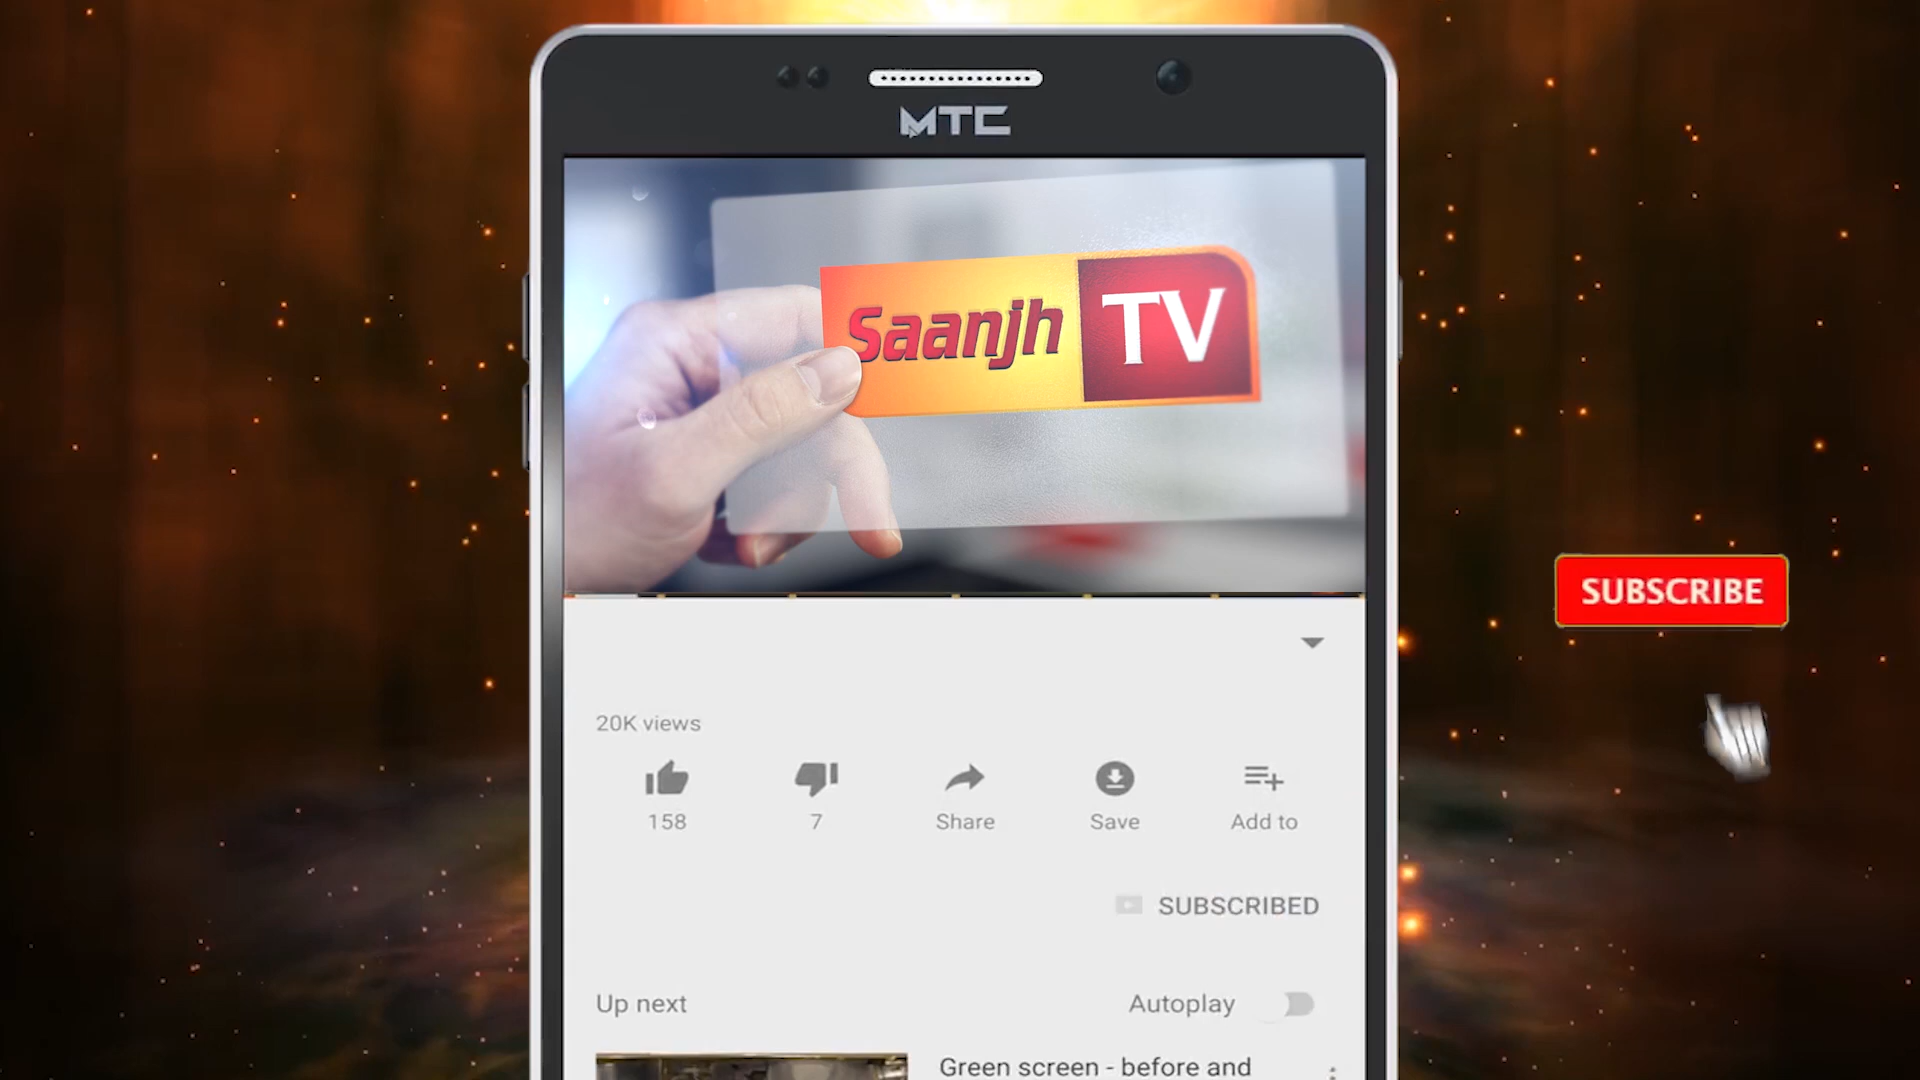 MTC
Saanjh TV
SUBSCRIBE
20K views
158
7
Share
Save
Add to
SUBSCRIBED
Up next
Autoplay
Green screen - before and